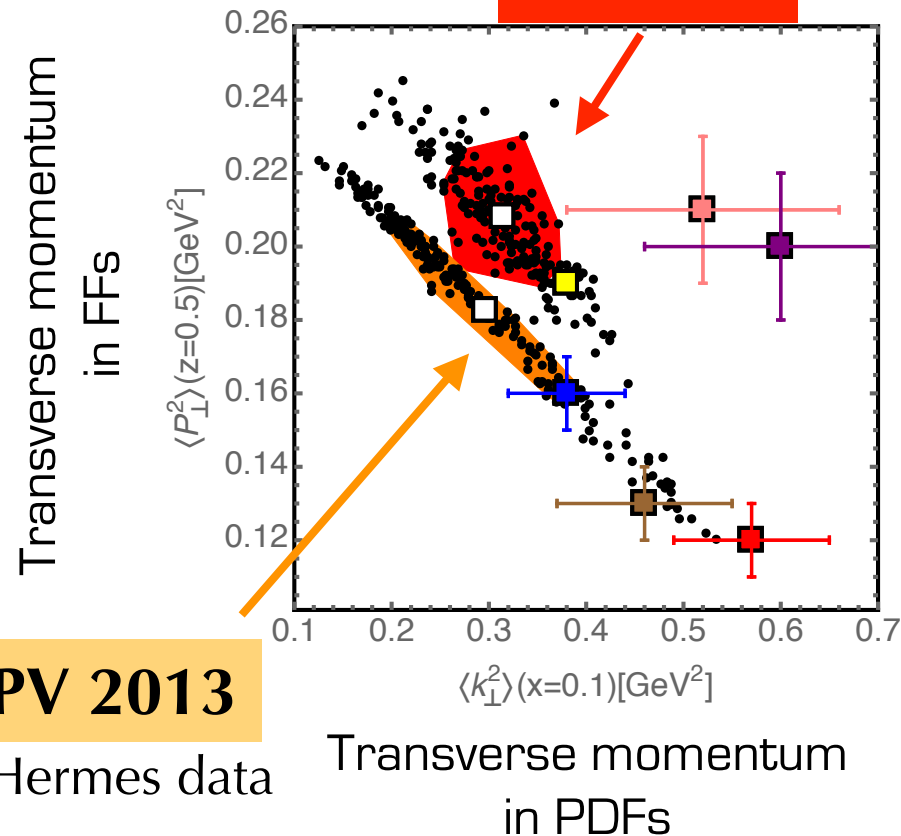 Transverse momentum
in FFs
⟨P²⊥⟩(z=0.5)[GeV²]
0.26
0.24
0.22
0.20
0.18
0.16
0.14
0.12
0.1 0.2 0.3 0.4 0.5 0.6 0.7
⟨k²⊥⟩(x=0.1)[GeV²]
PV 2013
Hermes data
Transverse momentum
in PDFs